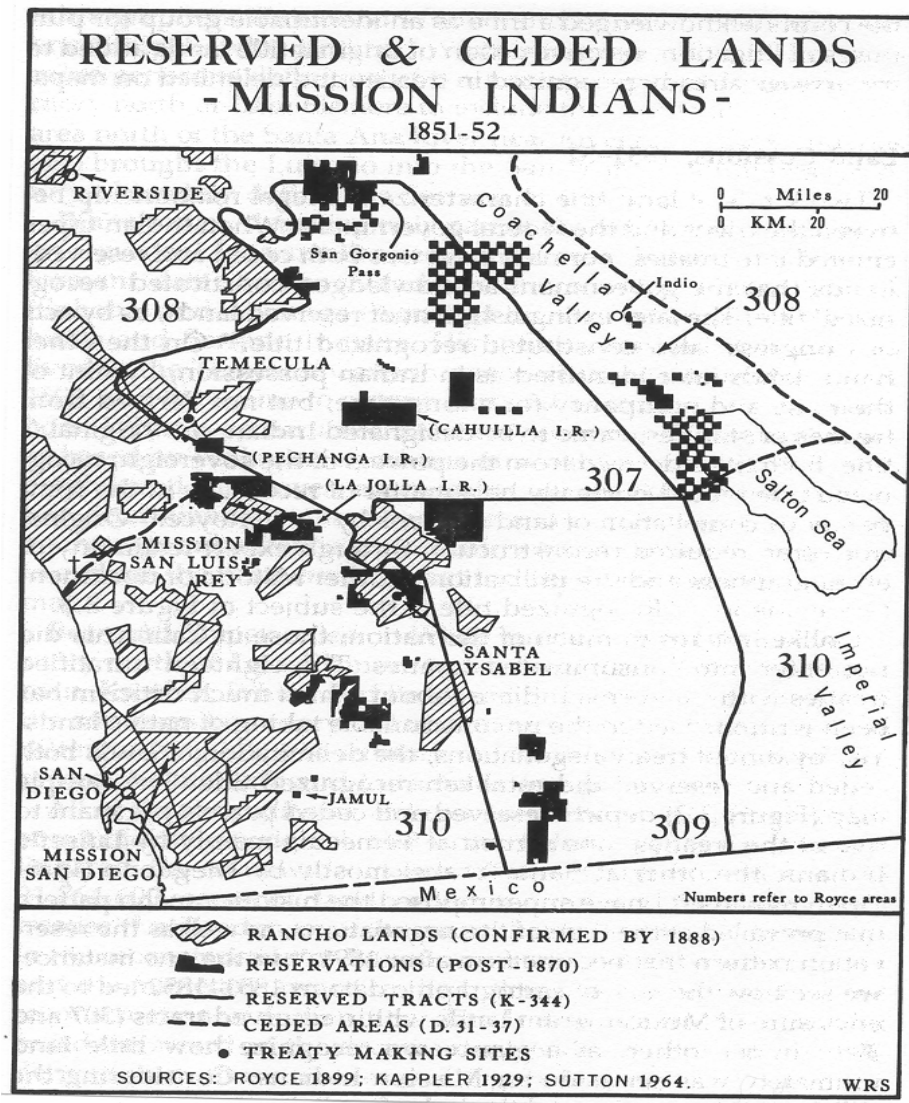 RESERVED & CEDED LANDS
- MISSION INDIANS -
1851-52
RIVERSIDE
Coachella Valley
Miles
0 20
KM.
0 20
San Gorgonio
Pass
Indio
308
308
TEMECULA
(CAHUILLA I.R.)
(PECHANGA I.R.)
307
(LA JOLLA I.R.)
Salton Sea
MISSION
SAN LUIS
REY
SANTA
YSABEL
310
Imperial Valley
SAN
DIEGO
JAMUL
310
309
MISSION
SAN DIEGO
Mexico
Number refer to Royce areas
RANCHO LANDS (CONFIRMED BY 1888)
RESERVATIONS (POST-1870)
RESERVED TRACTS (K-344)
CEDED AREAS (D, 31-37)
TREATY MAKING SITES
SOURCES: ROYCE 1899; KAPPLER 1929; SUTTON 1964.
WRS